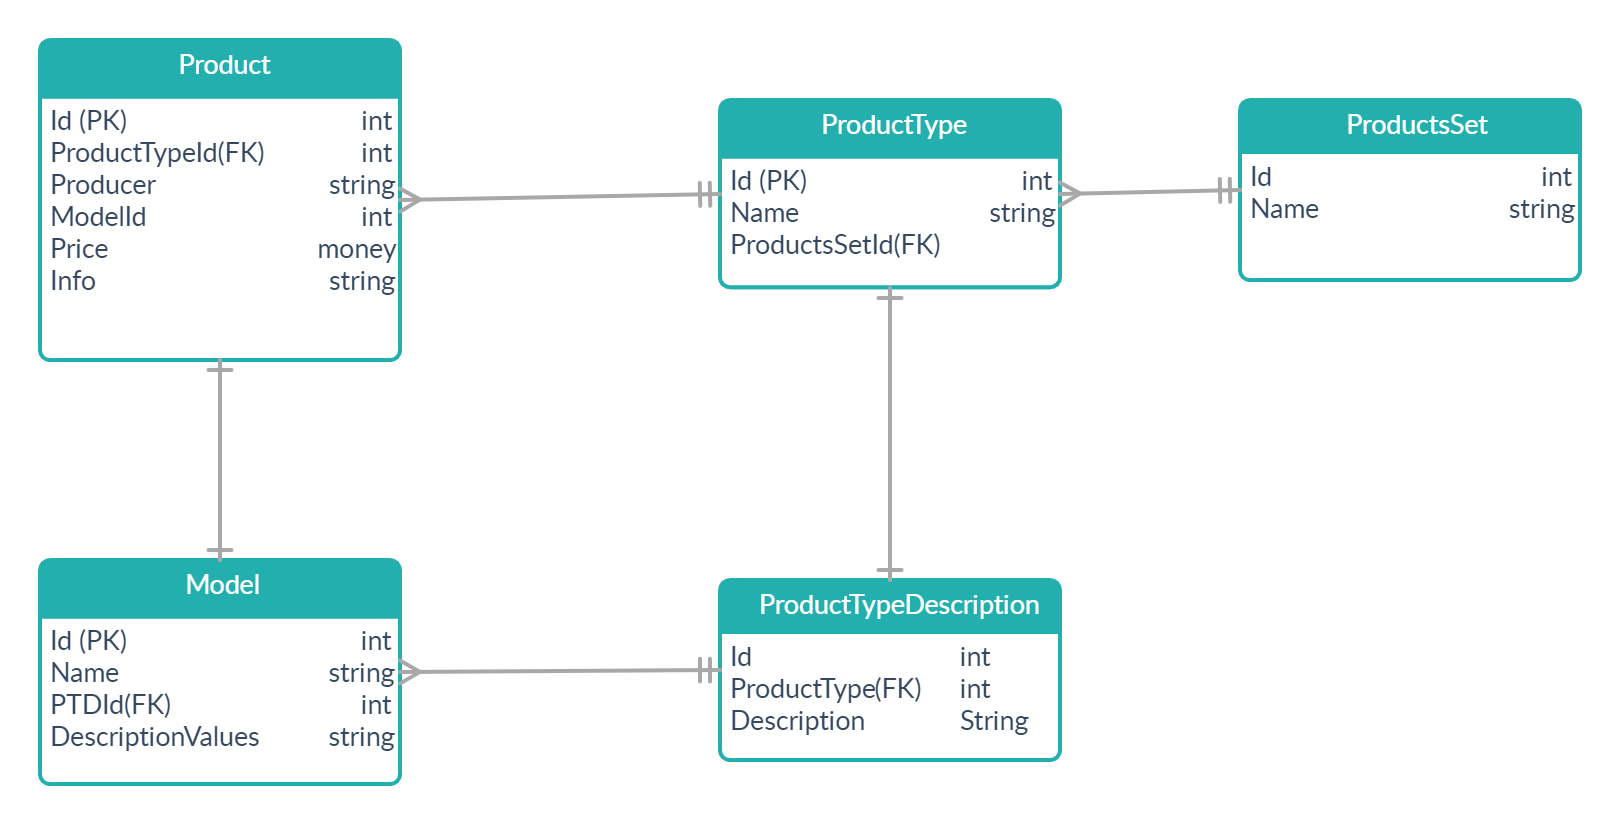 Product
Id (PK) int
ProductTypeId(FK) int
Producer string
ModelId int
Price money
Info string
ProductType
Id (PK) int
Name string
ProductsSetId(FK)
ProductsSet
Id int
Name string
Model
Id (PK) int
Name string
PTDId(FK) int
DescriptionValues string
ProductTypeDescription
Id int
ProductType(FK) int
Description String